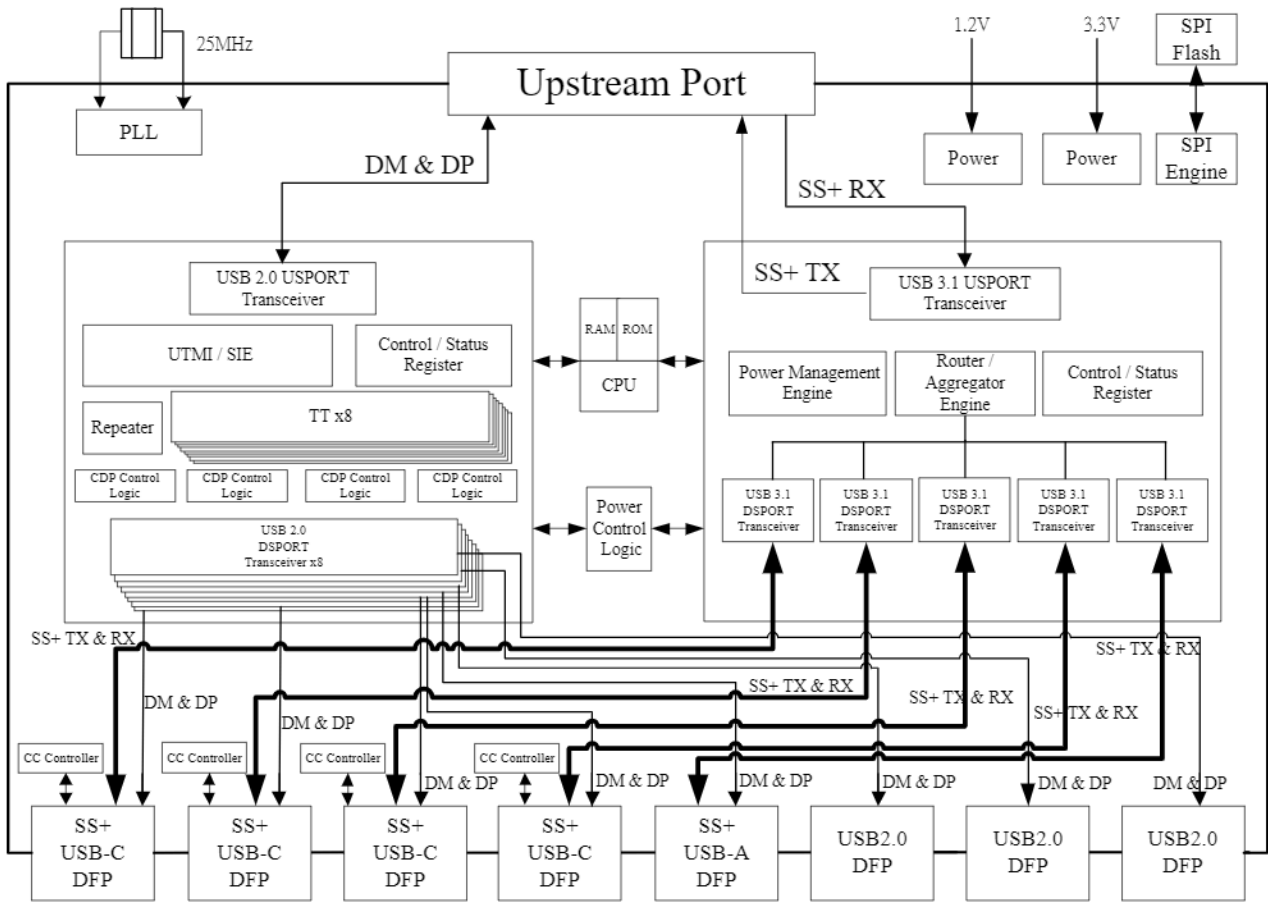 25MHz
PLL
Upstream Port
1.2V
3.3V
SPI
Flash
Power
Power
SPI
Engine
DM & DP
SS+ RX
SS+ TX
USB 2.0 USPORT
Transceiver
UTMI / SIE
Control / Status
Register
Repeater
TT x8
CDP Control
Logic
CDP Control
Logic
CDP Control
Logic
CDP Control
Logic
USB 2.0
DSPORT
Transceiver x8
RAM
ROM
CPU
Power
Control
Logic
USB 3.1 USPORT
Transceiver
Power Management
Engine
Router /
Aggregator
Engine
Control / Status
Register
USB 3.1
DSPORT
Transceiver
USB 3.1
DSPORT
Transceiver
USB 3.1
DSPORT
Transceiver
USB 3.1
DSPORT
Transceiver
USB 3.1
DSPORT
Transceiver
SS+ TX & RX
SS+ TX & RX
SS+ TX & RX
SS+ TX & RX
SS+ TX & RX
DM & DP
DM & DP
DM & DP
DM & DP
DM & DP
DM & DP
DM & DP
DM & DP
CC Controller
CC Controller
CC Controller
CC Controller
SS+
USB-C
DFP
SS+
USB-C
DFP
SS+
USB-C
DFP
SS+
USB-C
DFP
SS+
USB-A
DFP
USB2.0
DFP
USB2.0
DFP
USB2.0
DFP